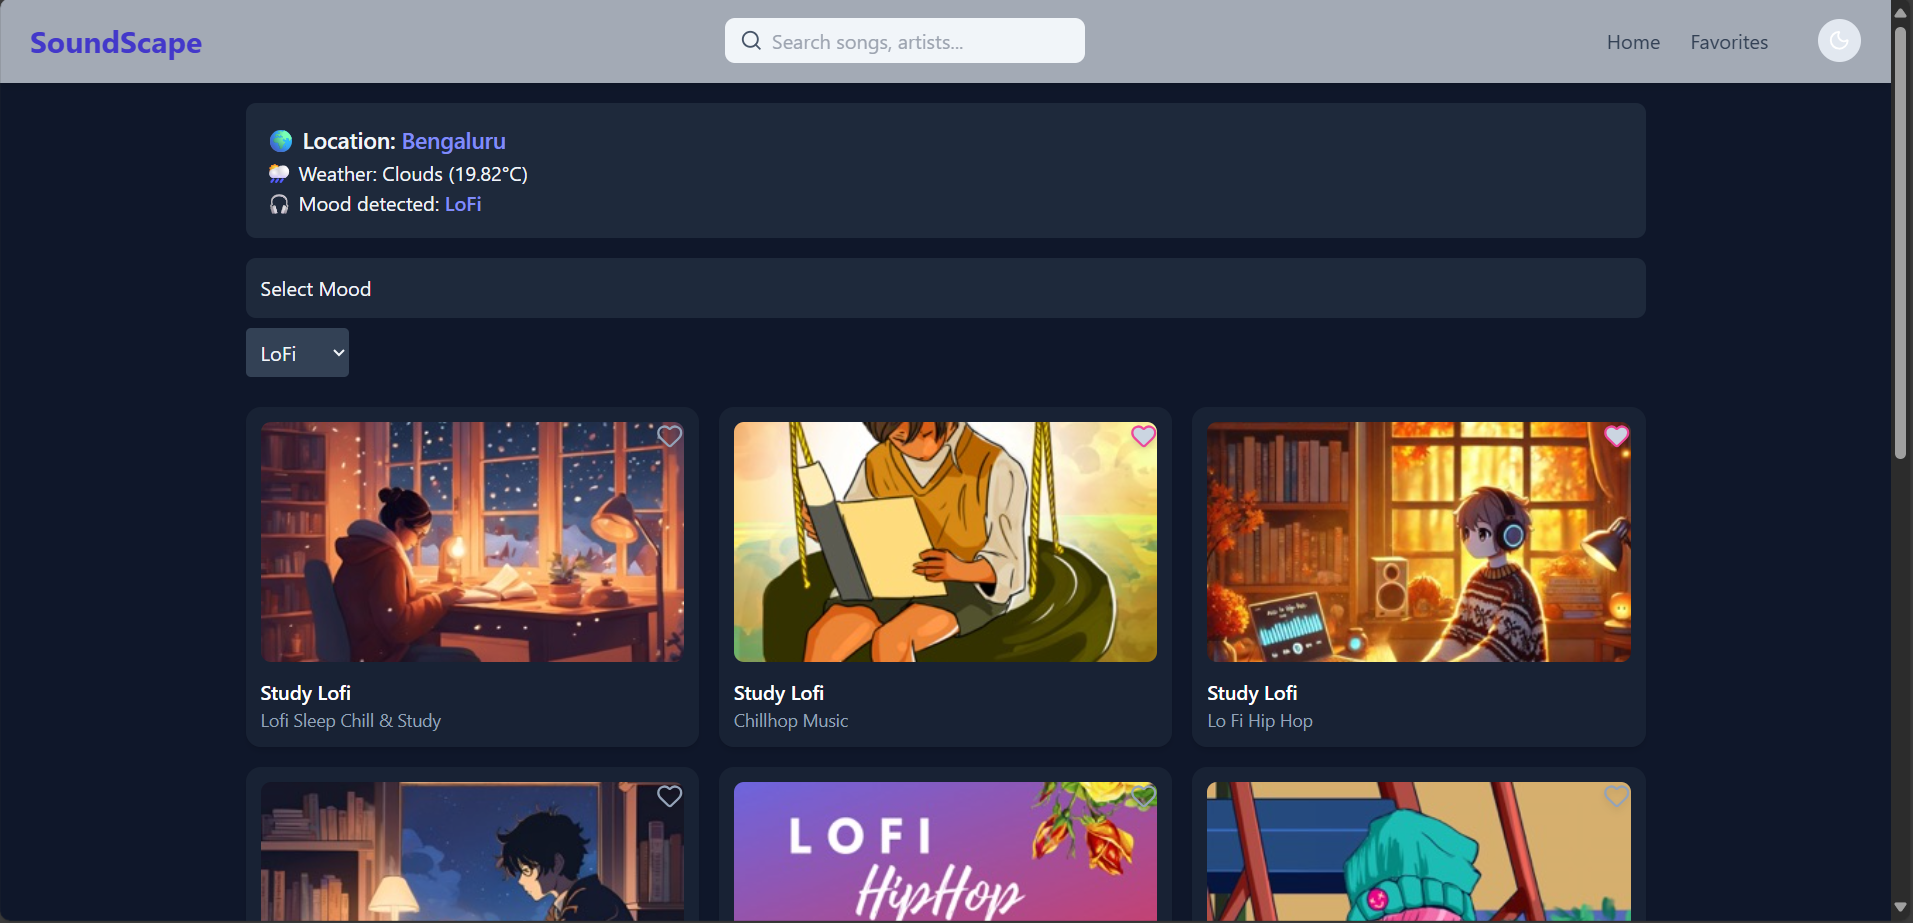 SoundScape
Search songs, artists...
Home
Favorites
Location: Bengaluru
Weather: Clouds (19.82°C)
Mood detected: LoFi
Select Mood
LoFi
Study Lofi
Lofi Sleep Chill & Study
Study Lofi
Chillhop Music
Study Lofi
Lo Fi Hip Hop
LOFI
HipHop